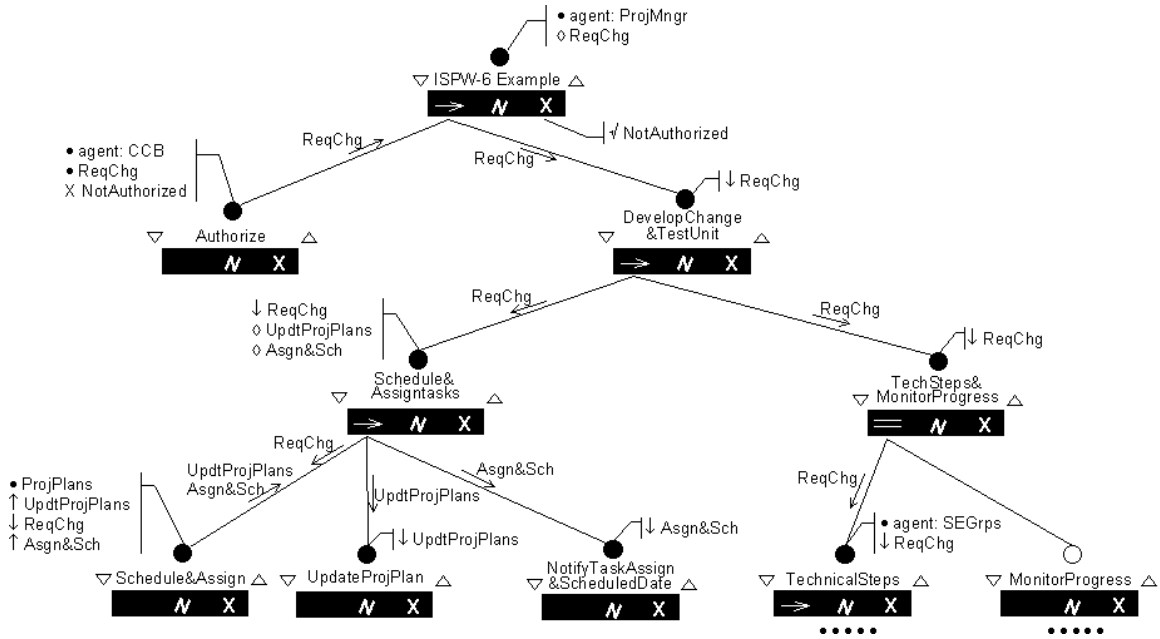 • agent: ProjMngr
◊ ReqChg
ISPW-6 Example
→ N X
ReqChg
ReqChg
√ NotAuthorized
• agent: CCB
• ReqChg
X NotAuthorized
↓ ReqChg
Authorize
N X
DevelopChange
&TestUnit
→ N X
ReqChg
ReqChg
↓ ReqChg
◊ UpdtProjPlans
◊ Asgn&Sch
↓ ReqChg
Schedule&
Assigntasks
→ N X
TechSteps&
MonitorProgress
= N X
ReqChg
UpdtProjPlans
Asgn&Sch
Asgn&Sch
UpdtProjPlans
ReqChg
• ProjPlans
↑ UpdtProjPlans
↓ ReqChg
↑ Asgn&Sch
↓ UpdtProjPlans
↓ Asgn&Sch
• agent: SEGrps
↓ ReqChg
Schedule&Assign
N X
UpdateProjPlan
N X
NotifyTaskAssign
&ScheduledDate
N X
TechnicalSteps
→ N X
MonitorProgress
N X